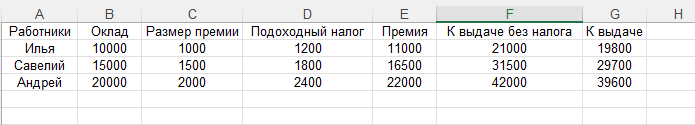 A B C D E F G H
Работники Оклад Размер премии Подоходный налог Премия К выдаче без налога К выдаче
Илья 10000 1000 1200 11000 21000 19800
Савелий 15000 1500 1800 16500 31500 29700
Андрей 20000 2000 2400 22000 42000 39600